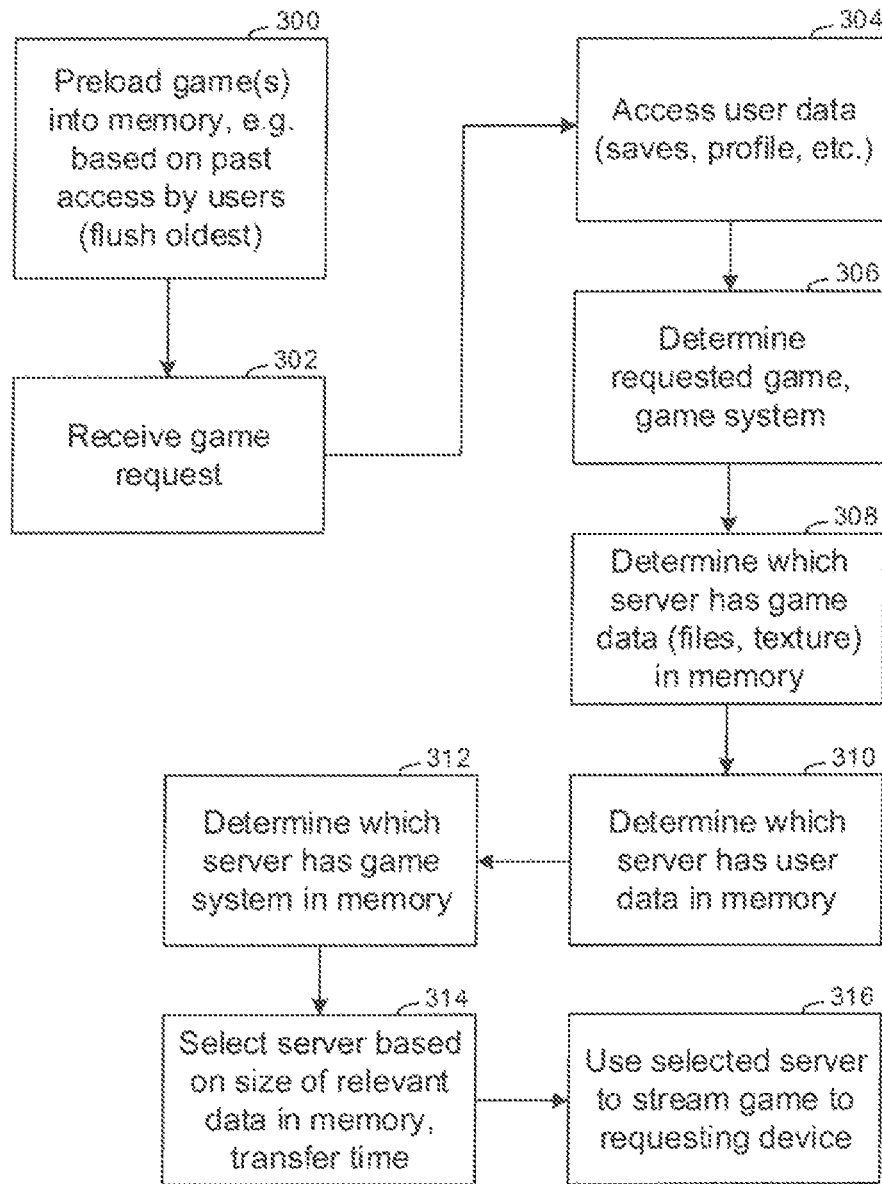 300
Preload game(s)
into memory, e.g.
based on past
access by users
(flush oldest)
302
Receive game
request
304
Access user data
(saves, profile, etc.)
306
Determine
requested game,
game system
308
Determine which
server has game
data (files, texture)
in memory
310
Determine which
server has user
data in memory
312
Determine which
server has game
system in memory
314
Select server based
on size of relevant
data in memory,
transfer time
316
Use selected server
to stream game to
requesting device